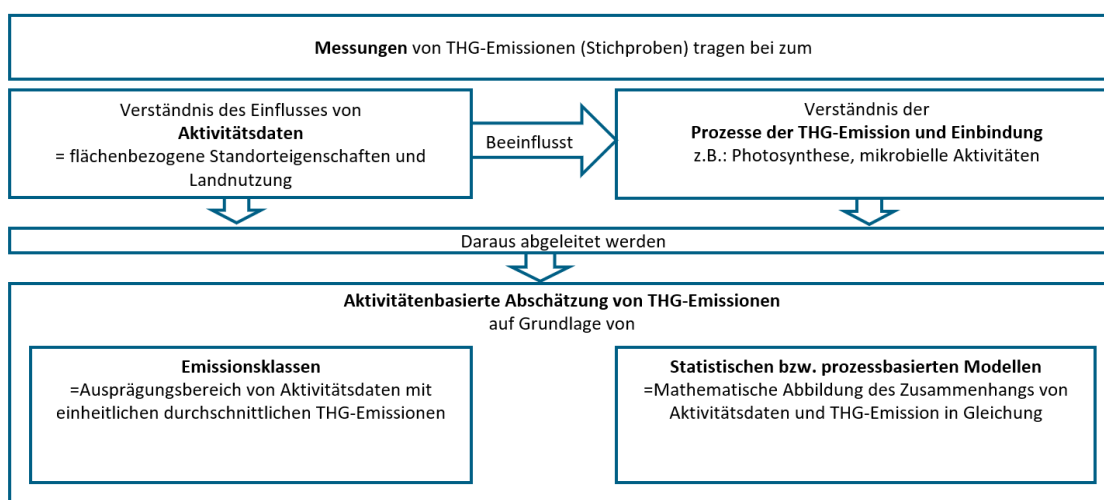 Messungen von THG-Emissionen (Stichproben) tragen bei zum
Verständnis des Einflusses von
Aktivitätsdaten
= flächenbezogene Standorteigenschaften und
Landnutzung
Beeinflusst
Verständnis der
Prozesse der THG-Emission und Einbindung
z.B.: Photosynthese, mikrobielle Aktivitäten
Daraus abgeleitet werden
Aktivitätenbasierte Abschätzung von THG-Emissionen
auf Grundlage von
Emissionsklassen
=Ausprägungsbereich von Aktivitätsdaten mit
einheitlichen durchschnittlichen THG-Emissionen
Statistischen bzw. prozessbasierten Modellen
=Mathematische Abbildung des Zusammenhangs von
Aktivitätsdaten und THG-Emission in Gleichung